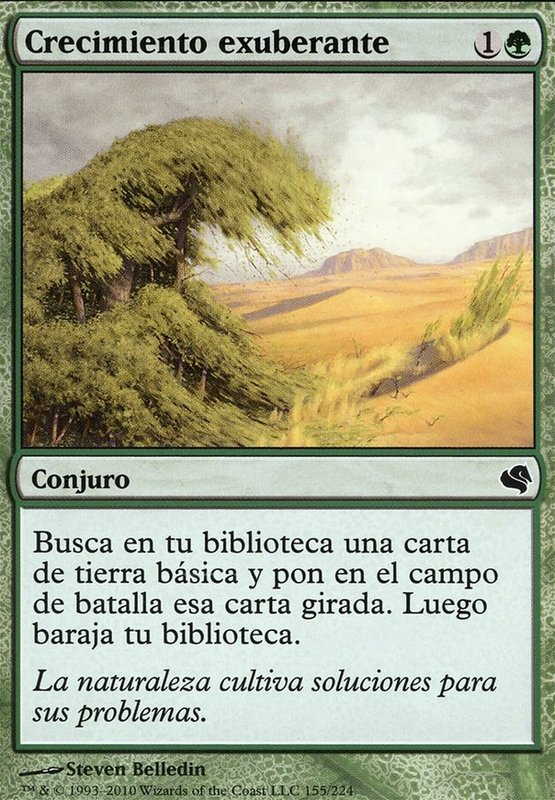 Crecimiento exuberante 1
Conjuro
Busca en tu biblioteca una carta
de tierra básica y pon en el campo
de batalla esa carta girada. Luego
baraja tu biblioteca.
La naturaleza cultiva soluciones para
sus problemas.
Steven Belledin
™ & © 1993–2010 Wizards of the Coast LLC 155/224